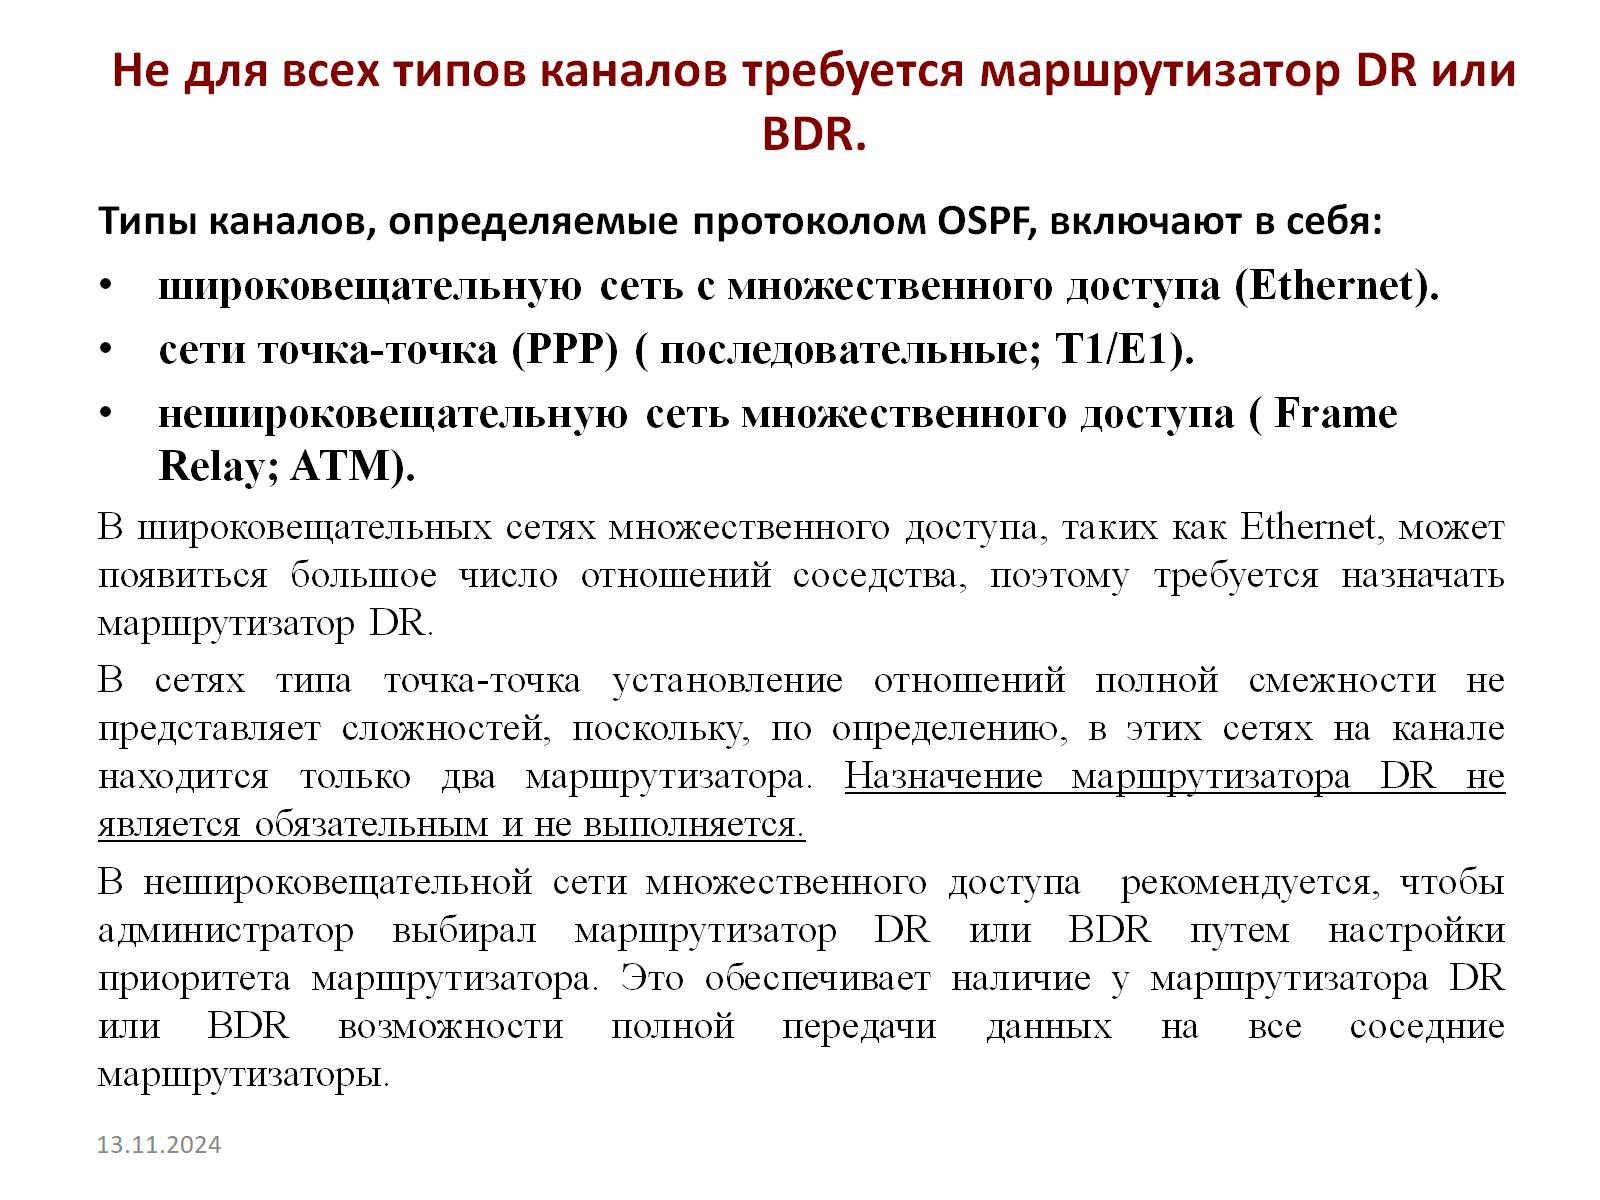 Не для всех типов каналов требуется маршрутизатор DR или
BDR.
Типы каналов, определяемые протоколом OSPF, включают в себя:
• широковещательную сеть с множественного доступа (Ethernet).
• сети точка-точка (PPP) ( последовательные; T1/E1).
• нешироковещательную сеть множественного доступа ( Frame
Relay; ATM).
В широковещательных сетях множественного доступа, таких как Ethernet, может
появиться большое число отношений соседства, поэтому требуется назначать
маршрутизатор DR.
В сетях типа точка-точка установление отношений полной смежности не
представляет сложностей, поскольку, по определению, в этих сетях на канале
находится только два маршрутизатора. Назначение маршрутизатора DR не
является обязательным и не выполняется.
В нешироковещательной сети множественного доступа рекомендуется, чтобы
администратор выбирал маршрутизатор DR или BDR путем настройки
приоритета маршрутизатора. Это обеспечивает наличие у маршрутизатора DR
или BDR возможности полной передачи данных на все соседние
маршрутизаторы.
13.11.2024